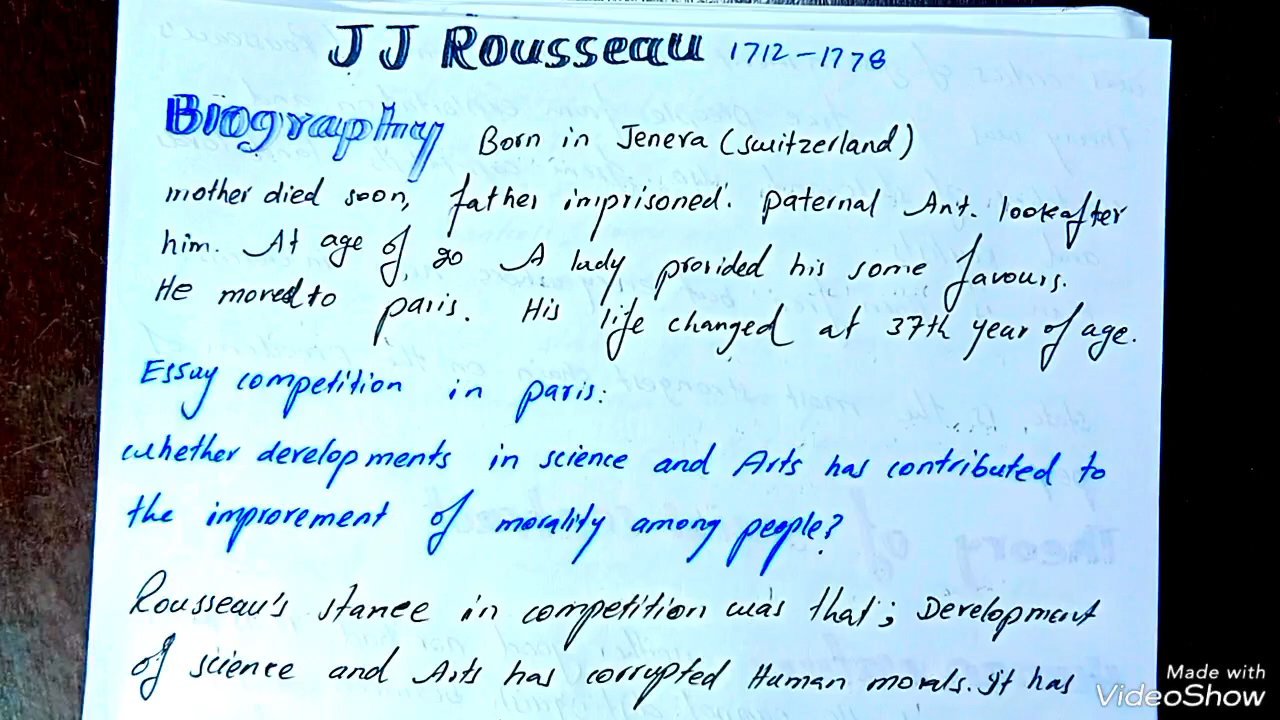 JJ Rousseau 1712-1778
Biography Born in Jenera (switzerland)
mother died soon, father imprisoned. paternal Ant. lookafter
him. At age of 20 A lady provided his some favours.
He moved to paris. His life changed at 37th year of age.
Essay competition in paris:
whether developments in science and Arts has contributed to
the improvement of morality among people?
Rousseau's stance in competition was that; Development
of science and Arts has corrupted Human morals. It has
Made with
VideoShow